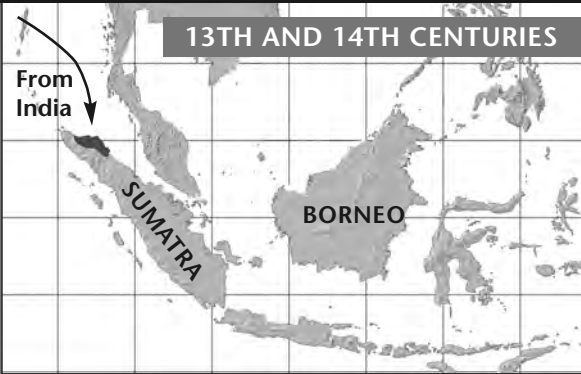 13TH AND 14TH CENTURIES
From
India
SUMATRA
BORNEO